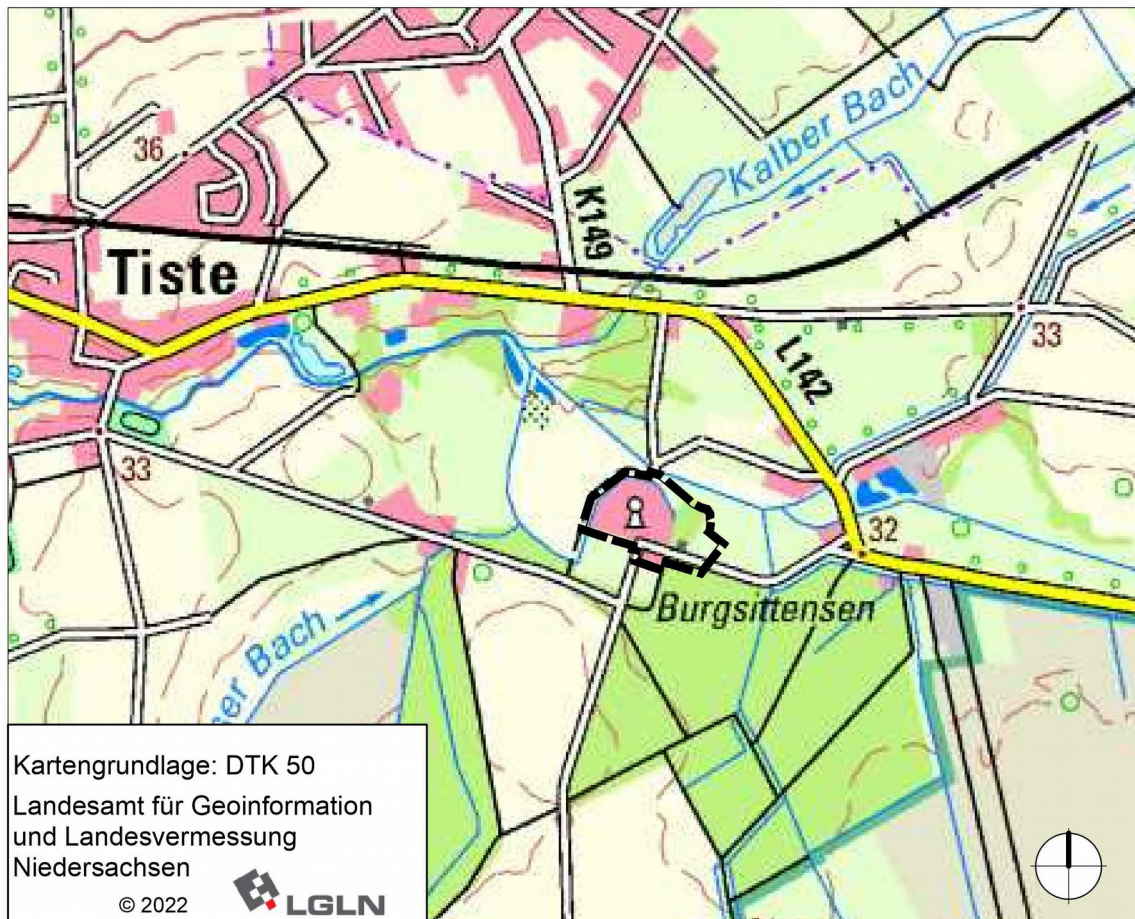 Kalber Bach
36
K149
Tiste
33
L142
33
32
Burgsittensen
ser Bach
Kartengrundlage: DTK 50
Landesamt für Geoinformation
und Landesvermessung
Niedersachsen
© 2022
LGLN